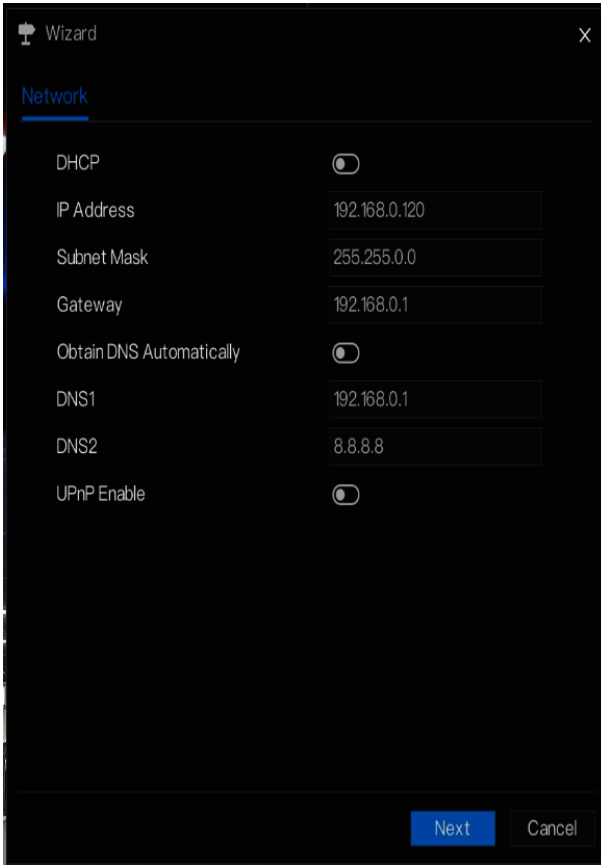 Wizard X
Network
DHCP
IP Address 192.168.0.120
Subnet Mask 255.255.0.0
Gateway 192.168.0.1
Obtain DNS Automatically
DNS1 192.168.0.1
DNS2 8.8.8.8
UPnP Enable
Next Cancel